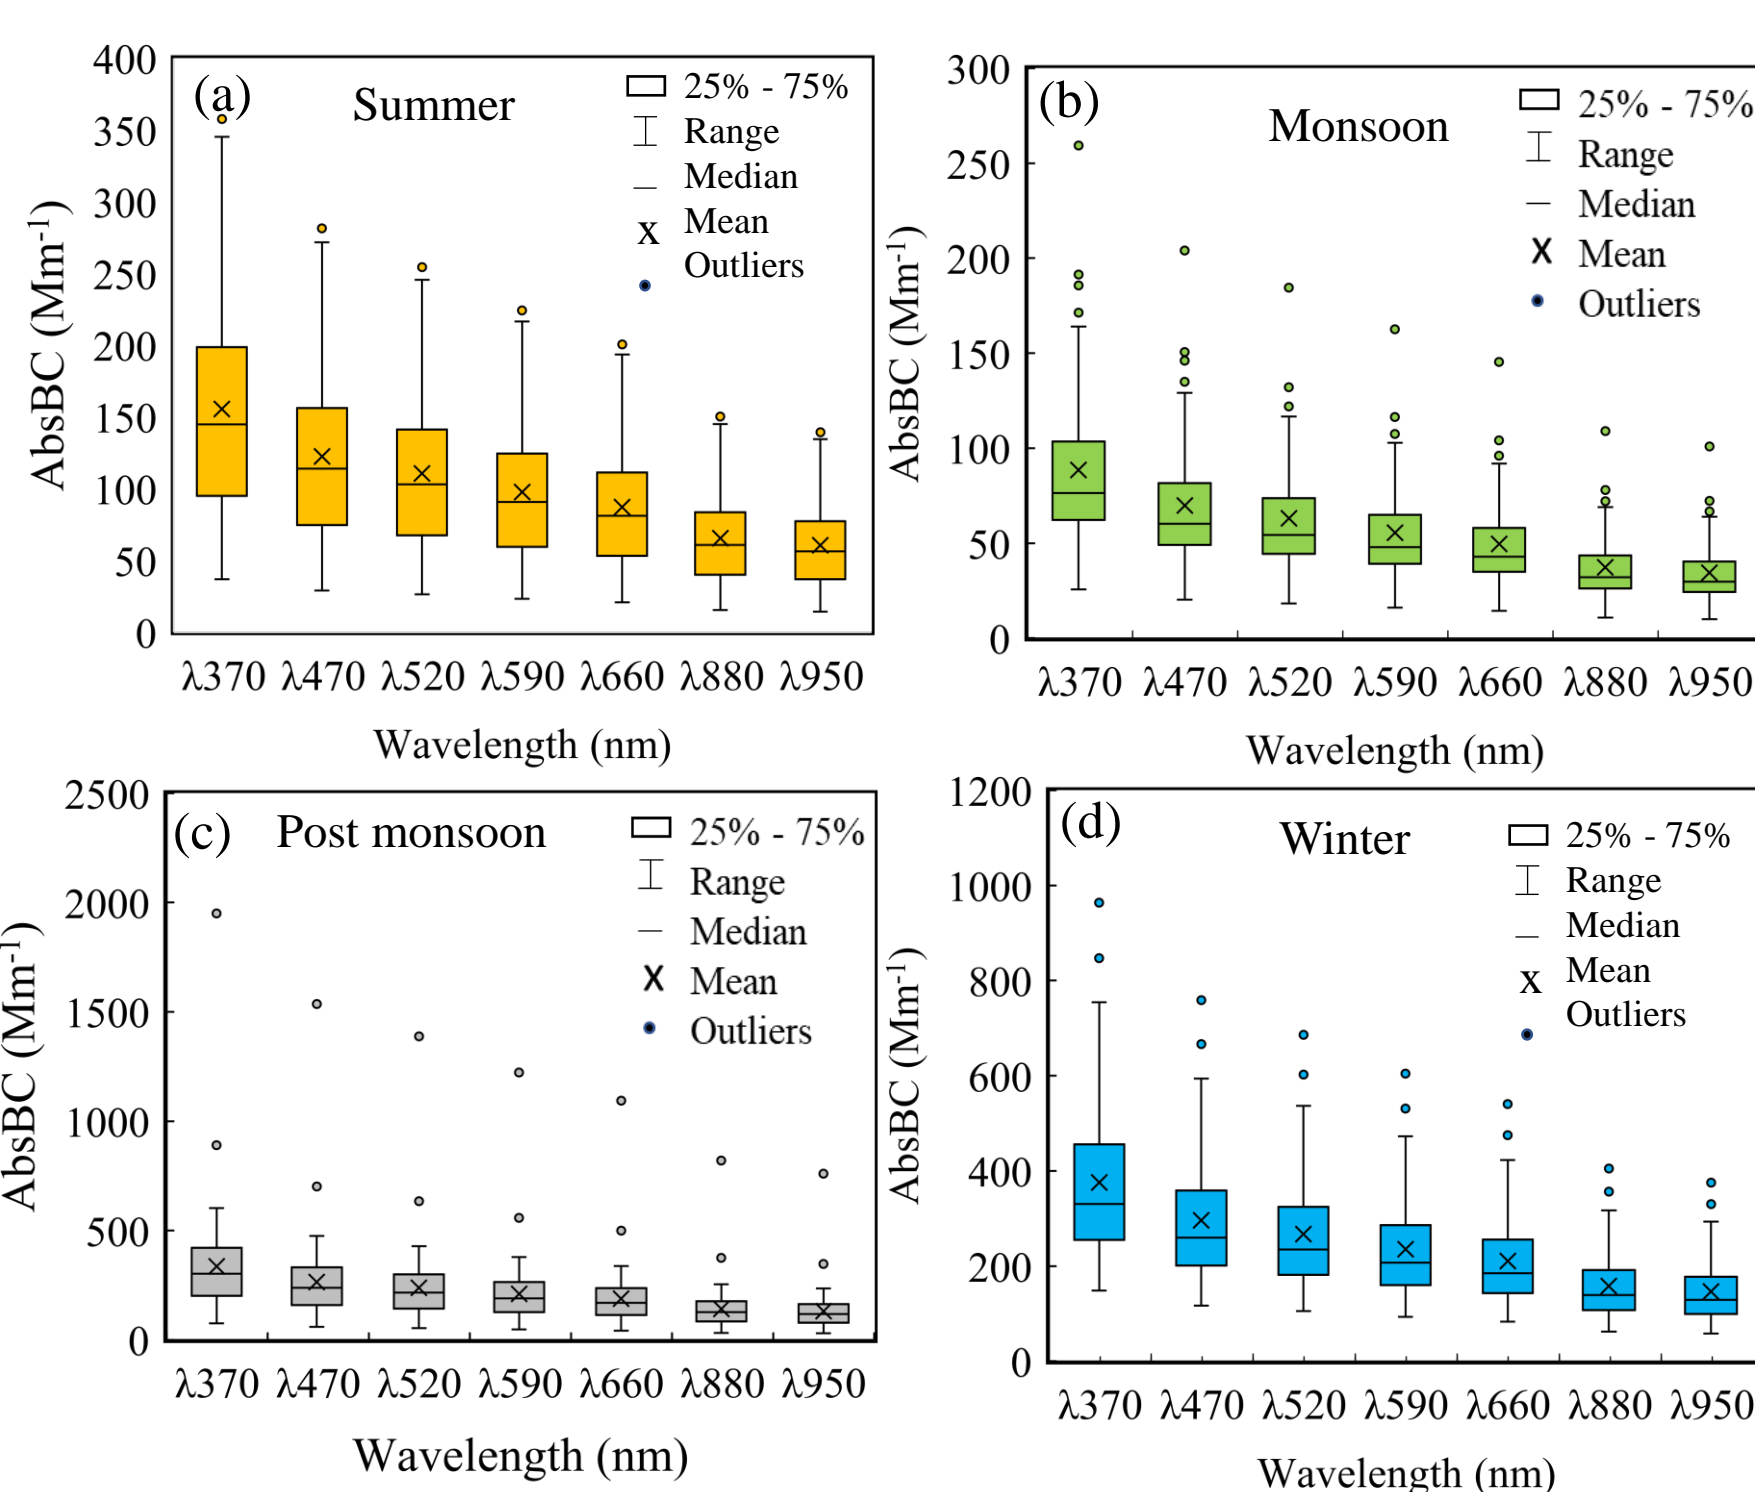 (a)
Summer
25% - 75%
Range
Median
x Mean
Outliers
400
350
300
250
200
150
100
50
0
AbsBC (Mm-1)
λ370 λ470 λ520 λ590 λ660 λ880 λ950
Wavelength (nm)
(b)
Monsoon
25% - 75%
Range
Median
X Mean
Outliers
300
250
200
150
100
50
0
AbsBC (Mm-1)
λ370 λ470 λ520 λ590 λ660 λ880 λ950
Wavelength (nm)
(c)
Post monsoon
25% - 75%
Range
Median
X Mean
Outliers
2500
2000
1500
1000
500
0
AbsBC (Mm-1)
λ370 λ470 λ520 λ590 λ660 λ880 λ950
Wavelength (nm)
(d)
Winter
25% - 75%
Range
Median
x Mean
Outliers
1200
1000
800
600
400
200
0
AbsBC (Mm-1)
λ370 λ470 λ520 λ590 λ660 λ880 λ950
Wavelength (nm)